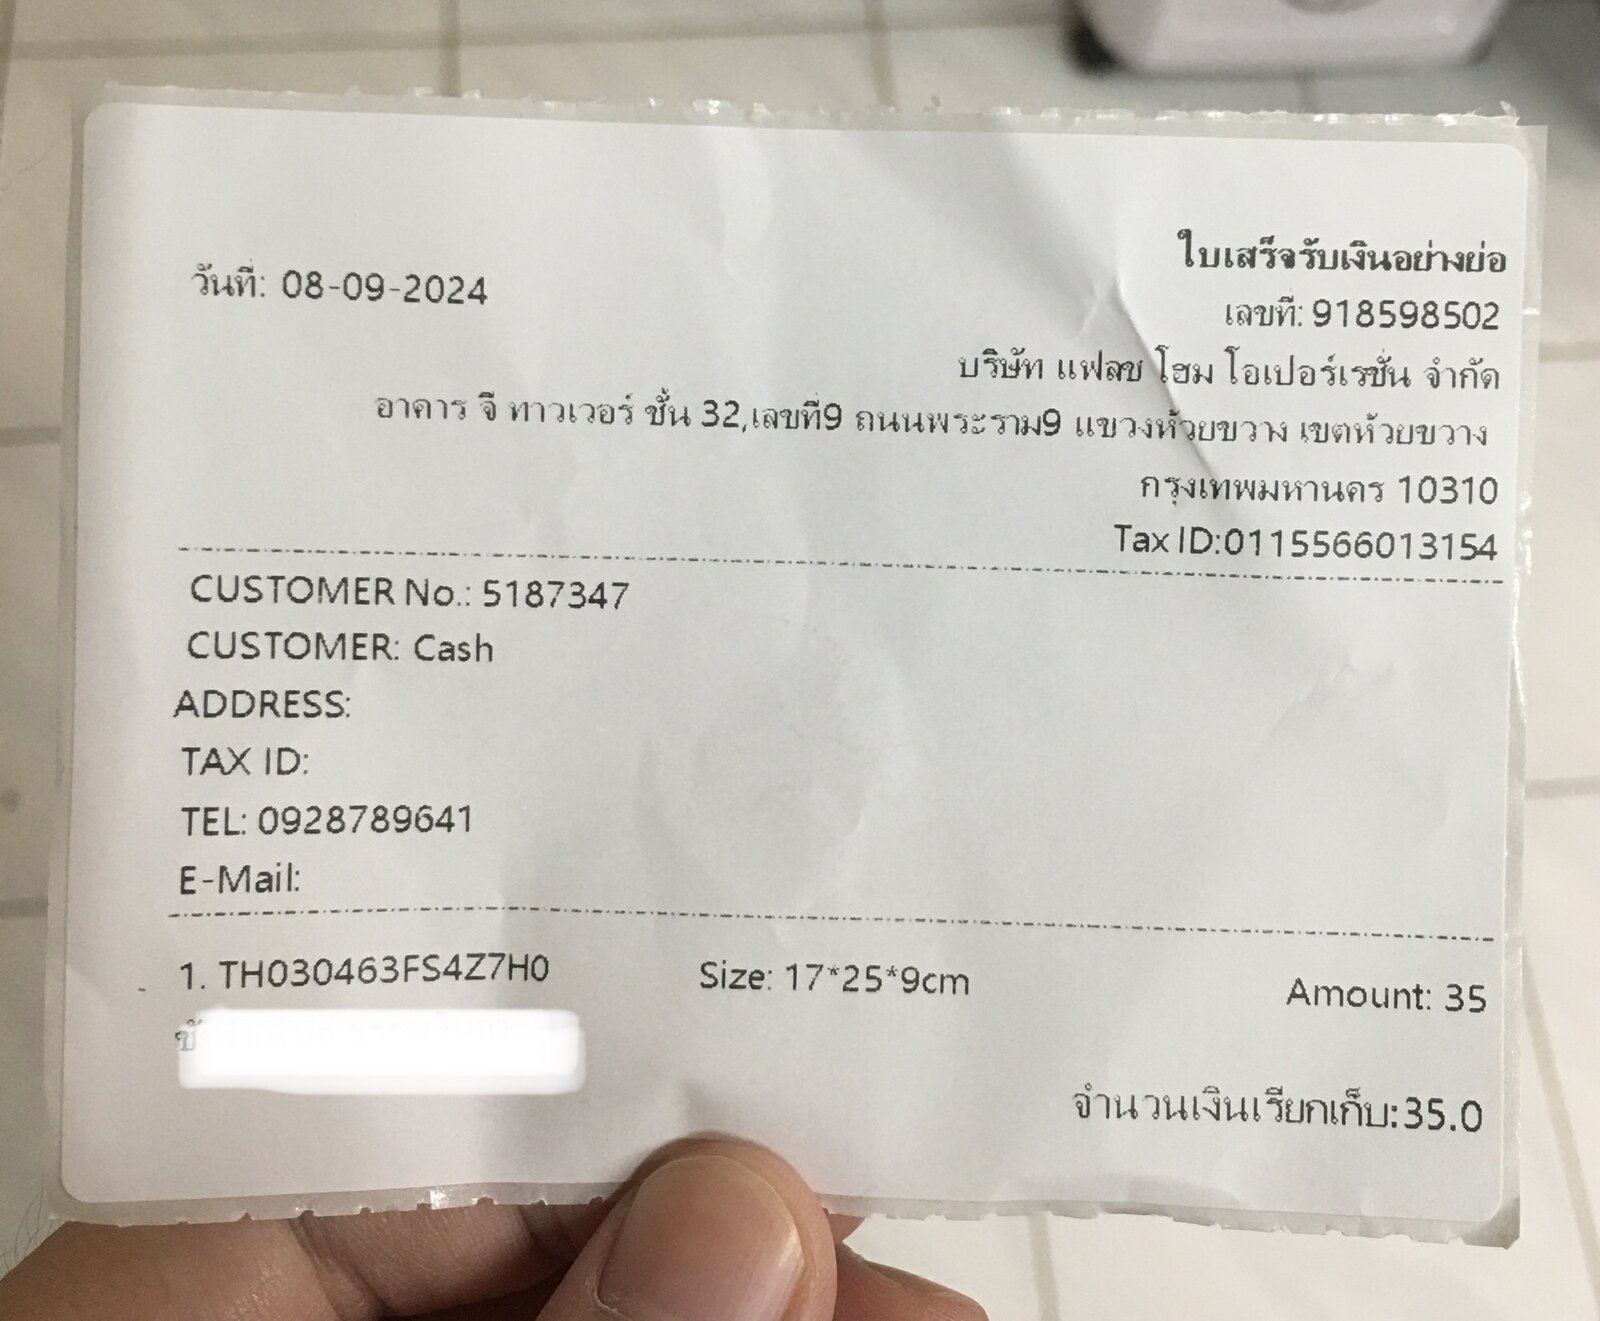 วันที่: 08-09-2024
ใบเสร็จรับเงินอย่างย่อ
เลขที่: 918598502
บริษัท แฟลช โฮม โอเปอร์เรชั่น จำกัด
อาคาร จี ทาวเวอร์ ชั้น 32,เลขที่9 ถนนพระราม9 แขวงห้วยขวาง เขตห้วยขวาง
กรุงเทพมหานคร 10310
Tax ID:0115566013154
CUSTOMER No.: 5187347
CUSTOMER: Cash
ADDRESS:
TAX ID:
TEL: 0928789641
E-Mail:
1. TH030463FS4Z7H0 Size: 17*25*9cm Amount: 35
จำนวนเงินเรียกเก็บ:35.0